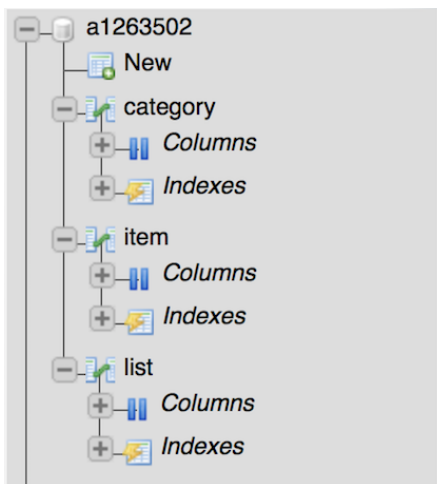 a1263502
New
category
Columns
Indexes
item
Columns
Indexes
list
Columns
Indexes